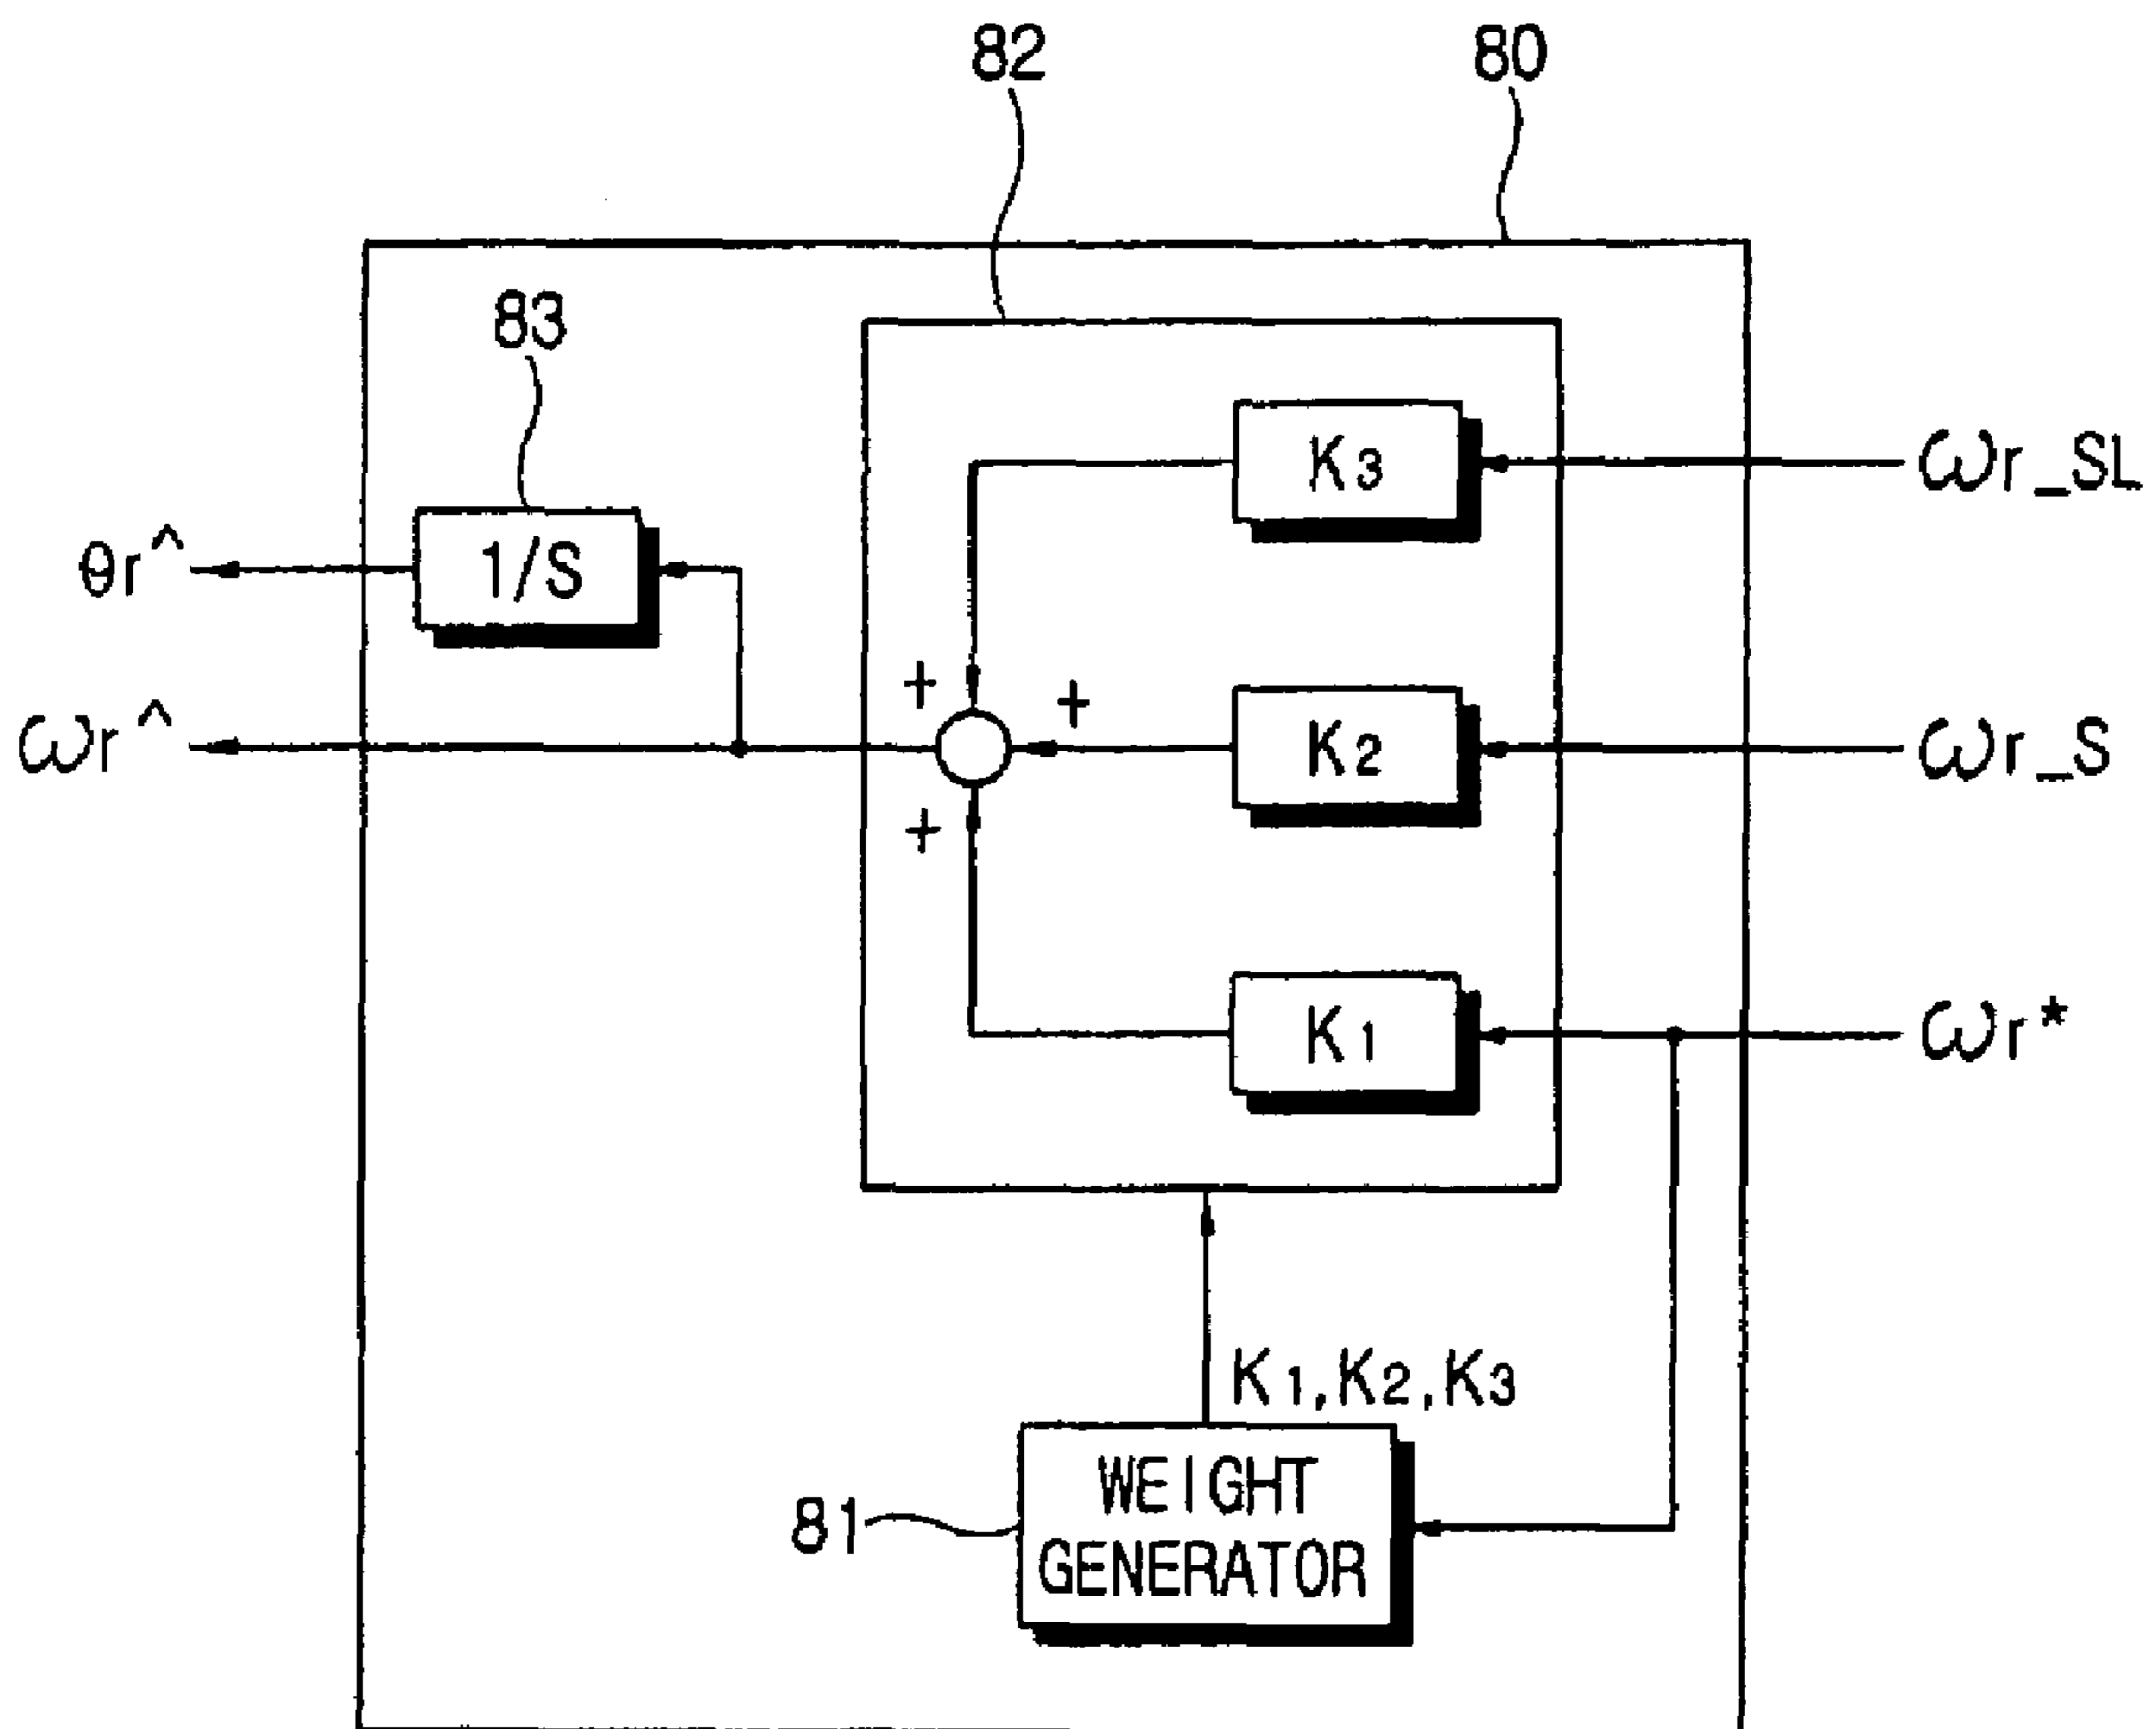 82
80
83
K3
ωr_SL
θr^
1/S
+
+
ωr^
K2
ωr_S
+
K1
ωr*
K1,K2,K3
81
WEIGHT
GENERATOR